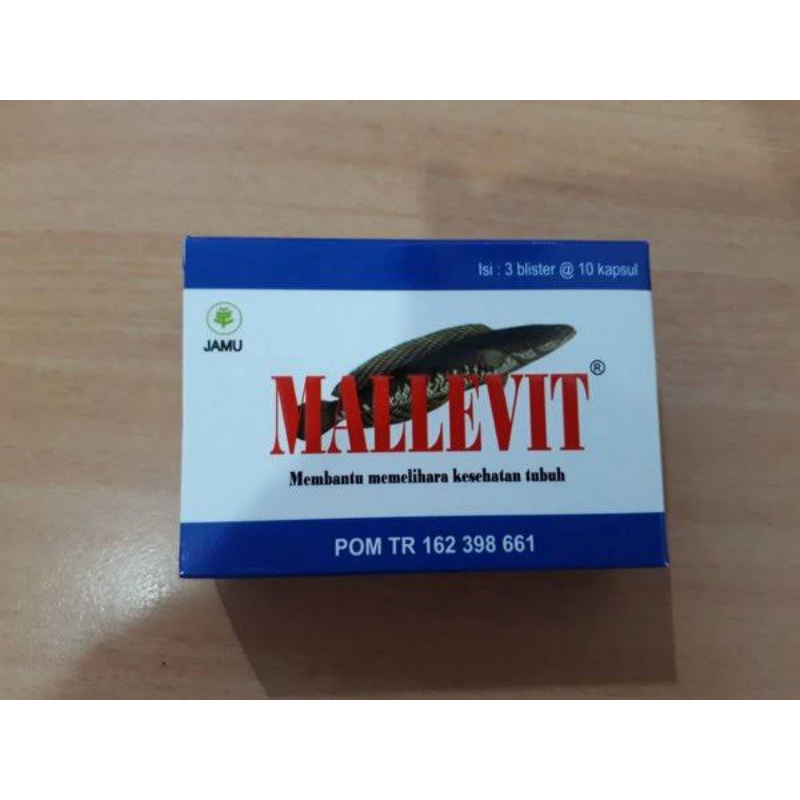 Isi : 3 blister @ 10 kapsul
JAMU
MALLEVIT®
Membantu memelihara kesehatan tubuh
POM TR 162 398 661